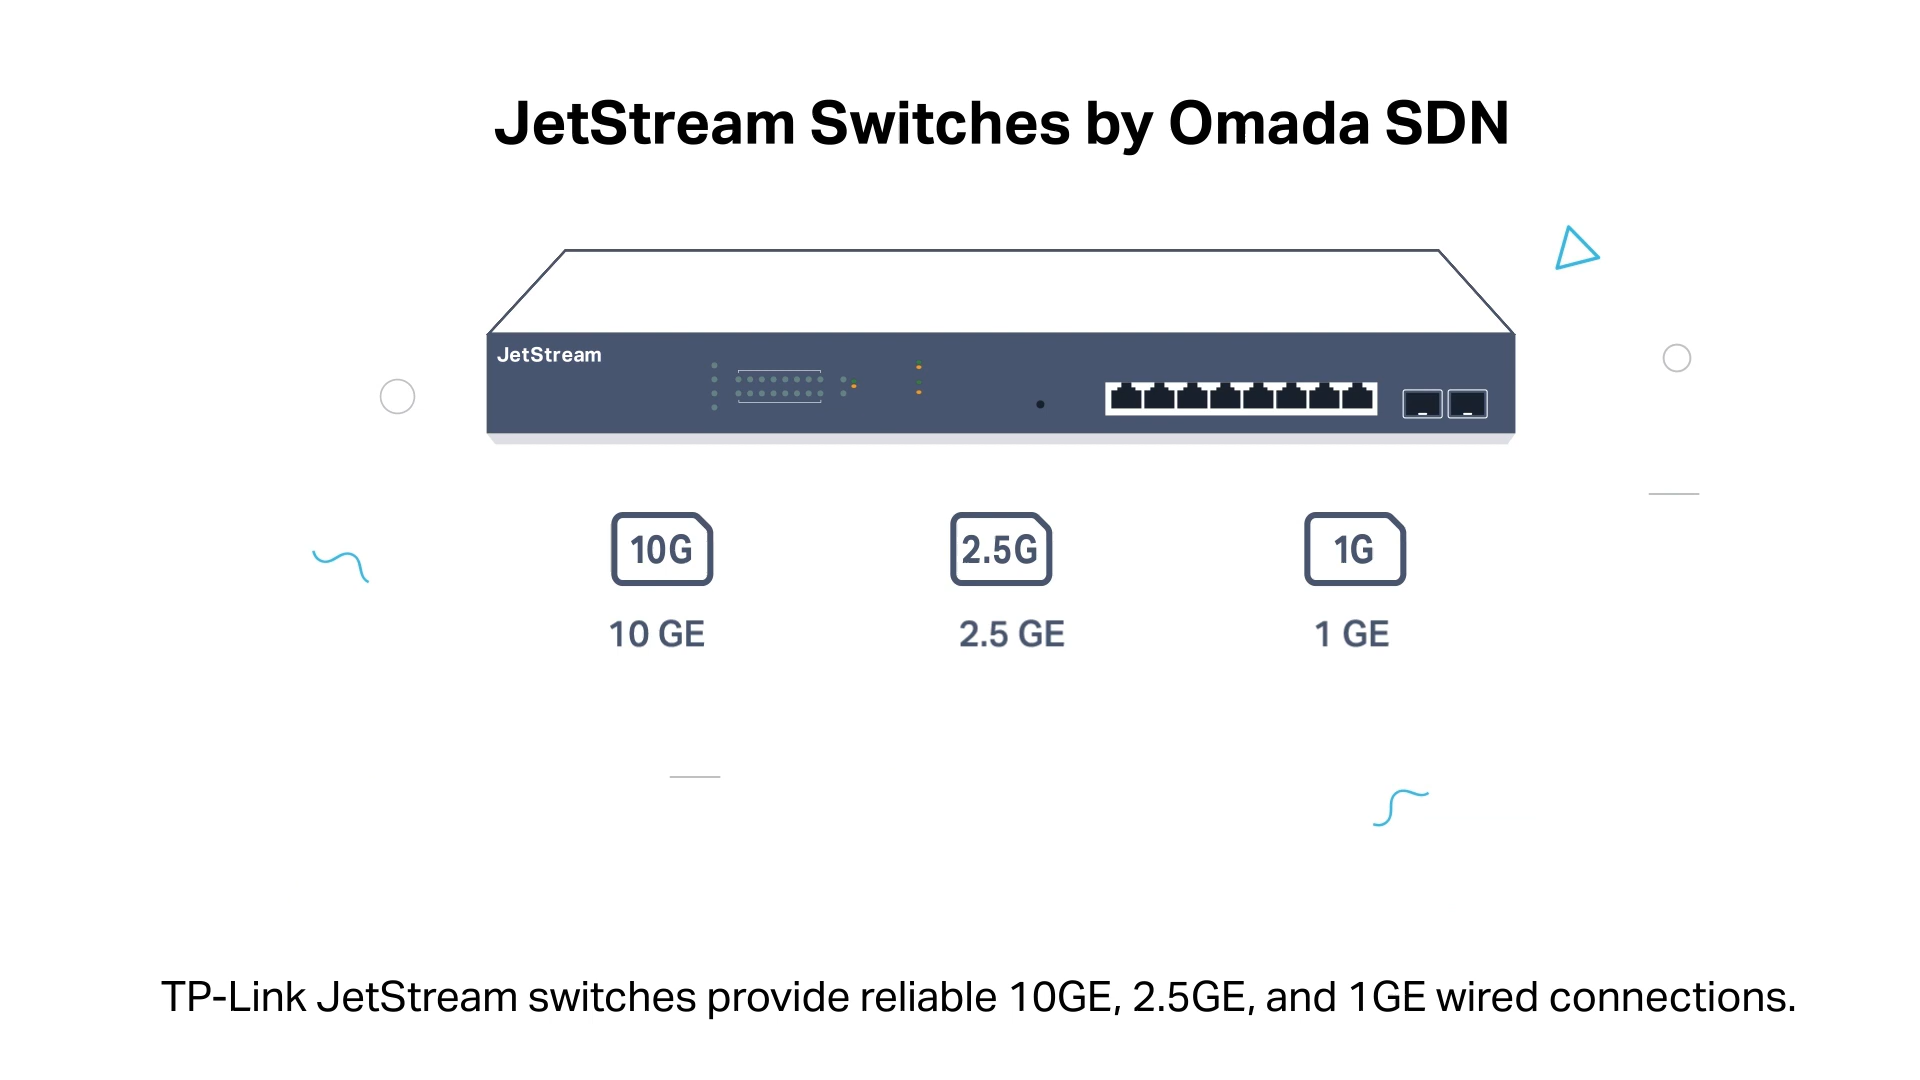 JetStream Switches by Omada SDN
JetStream
10G
2.5G
1G
10 GE
2.5 GE
1 GE
TP-Link JetStream switches provide reliable 10GE, 2.5GE, and 1GE wired connections.